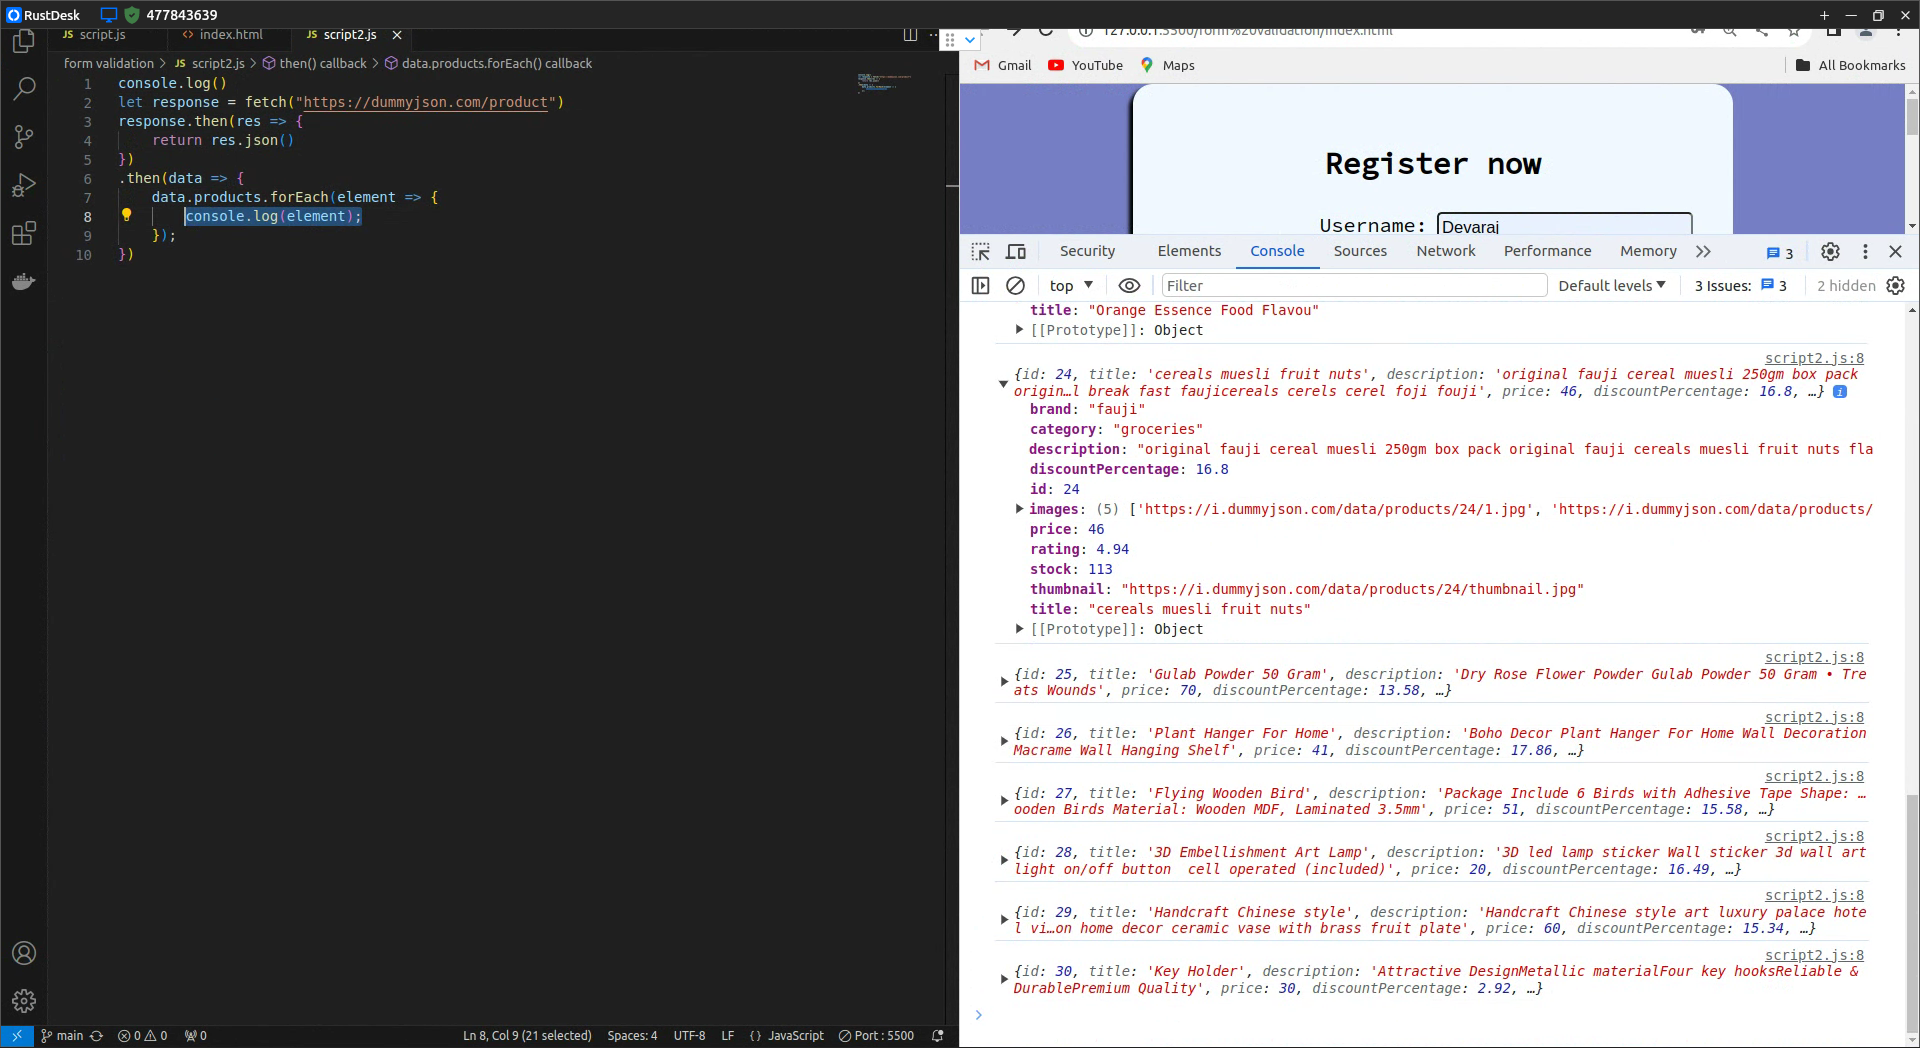 RustDesk 477843639
script.js index.html script2.js
form validation > script2.js > then() callback > data.products.forEach() callback
1 console.log()
2 let response = fetch("https://dummyjson.com/product")
3 response.then(res => {
4 return res.json()
5 })
6 .then(data => {
7 data.products.forEach(element => {
8 console.log(element);
9 });
10 })
main 0 0 0 Ln 8, Col 9 (21 selected) Spaces: 4 UTF-8 LF {} JavaScript Port : 5500
127.0.0.1:5500/form%20validation/index.html
Gmail YouTube Maps All Bookmarks
Register now
Username: Devaraj
Security Elements Console Sources Network Performance Memory 3
top Filter Default levels 3 Issues: 3 2 hidden
title: "Orange Essence Food Flavou"
[[Prototype]]: Object
script2.js:8
{id: 24, title: 'cereals muesli fruit nuts', description: 'original fauji cereal muesli 250gm box pack
origin…l break fast faujicereals cerels cerel foji fouji', price: 46, discountPercentage: 16.8, …}
brand: "fauji"
category: "groceries"
description: "original fauji cereal muesli 250gm box pack original fauji cereals muesli fruit nuts fla
discountPercentage: 16.8
id: 24
images: (5) ['https://i.dummyjson.com/data/products/24/1.jpg', 'https://i.dummyjson.com/data/products/
price: 46
rating: 4.94
stock: 113
thumbnail: "https://i.dummyjson.com/data/products/24/thumbnail.jpg"
title: "cereals muesli fruit nuts"
[[Prototype]]: Object
script2.js:8
{id: 25, title: 'Gulab Powder 50 Gram', description: 'Dry Rose Flower Powder Gulab Powder 50 Gram • Tre
ats Wounds', price: 70, discountPercentage: 13.58, …}
script2.js:8
{id: 26, title: 'Plant Hanger For Home', description: 'Boho Decor Plant Hanger For Home Wall Decoration
Macrame Wall Hanging Shelf', price: 41, discountPercentage: 17.86, …}
script2.js:8
{id: 27, title: 'Flying Wooden Bird', description: 'Package Include 6 Birds with Adhesive Tape Shape: …
ooden Birds Material: Wooden MDF, Laminated 3.5mm', price: 51, discountPercentage: 15.58, …}
script2.js:8
{id: 28, title: '3D Embellishment Art Lamp', description: '3D led lamp sticker Wall sticker 3d wall art
light on/off button  cell operated (included)', price: 20, discountPercentage: 16.49, …}
script2.js:8
{id: 29, title: 'Handcraft Chinese style', description: 'Handcraft Chinese style art luxury palace hote
l vi…on home decor ceramic vase with brass fruit plate', price: 60, discountPercentage: 15.34, …}
script2.js:8
{id: 30, title: 'Key Holder', description: 'Attractive DesignMetallic materialFour key hooksReliable &
DurablePremium Quality', price: 30, discountPercentage: 2.92, …}